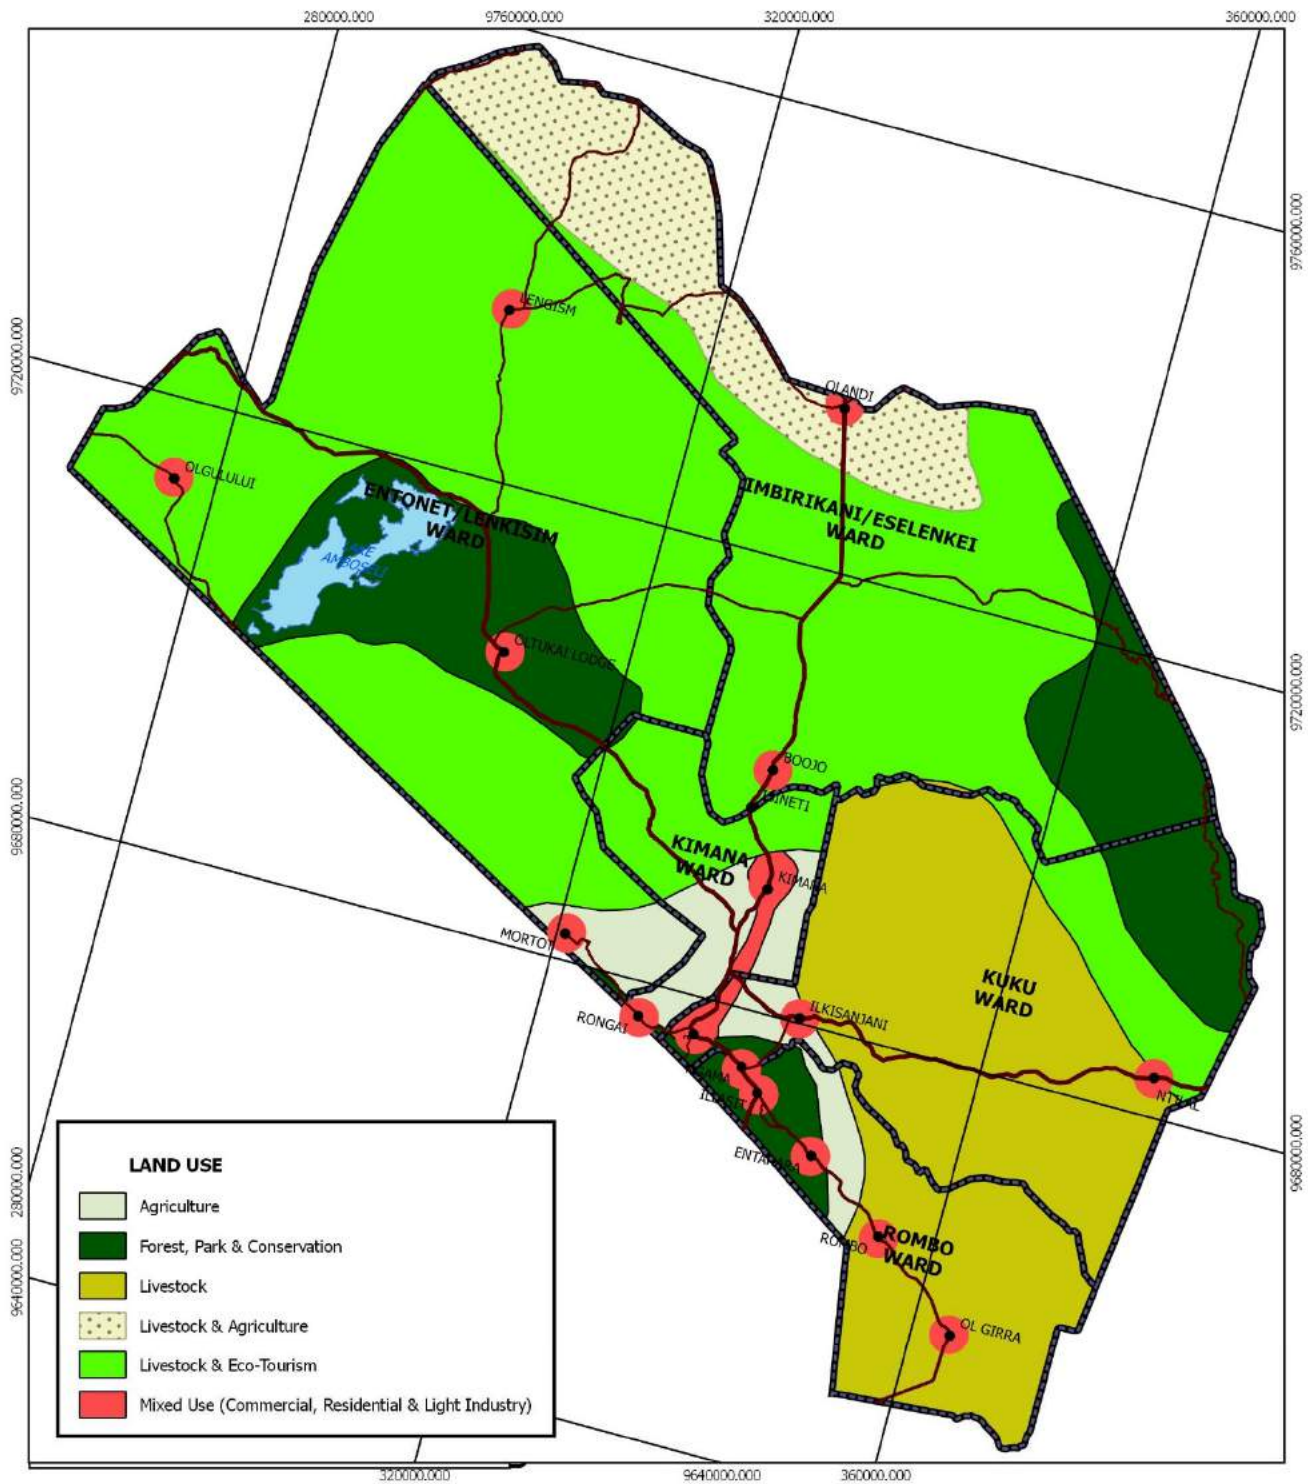 280000.000
9760000.000
320000.000
360000.000
9760000.000
9720000.000
9720000.000
9680000.000
9680000.000
280000.000
9640000.000
320000.000
9640000.000
360000.000
LENGISM
OLANDI
OLGULULUI
ENTONET/LENKISIM
WARD
IMBIRIKANI/ESELENKEI
WARD
OLTUKAI LODGE
BOOJO
KIMANA
WARD
KIMANA
MORTOT
KUKU
WARD
RONGAI
ILKISANJANI
ENTARARA
ROMBO
ROMBO
WARD
OL GIRRA
LAND USE
Agriculture
Forest, Park & Conservation
Livestock
Livestock & Agriculture
Livestock & Eco-Tourism
Mixed Use (Commercial, Residential & Light Industry)